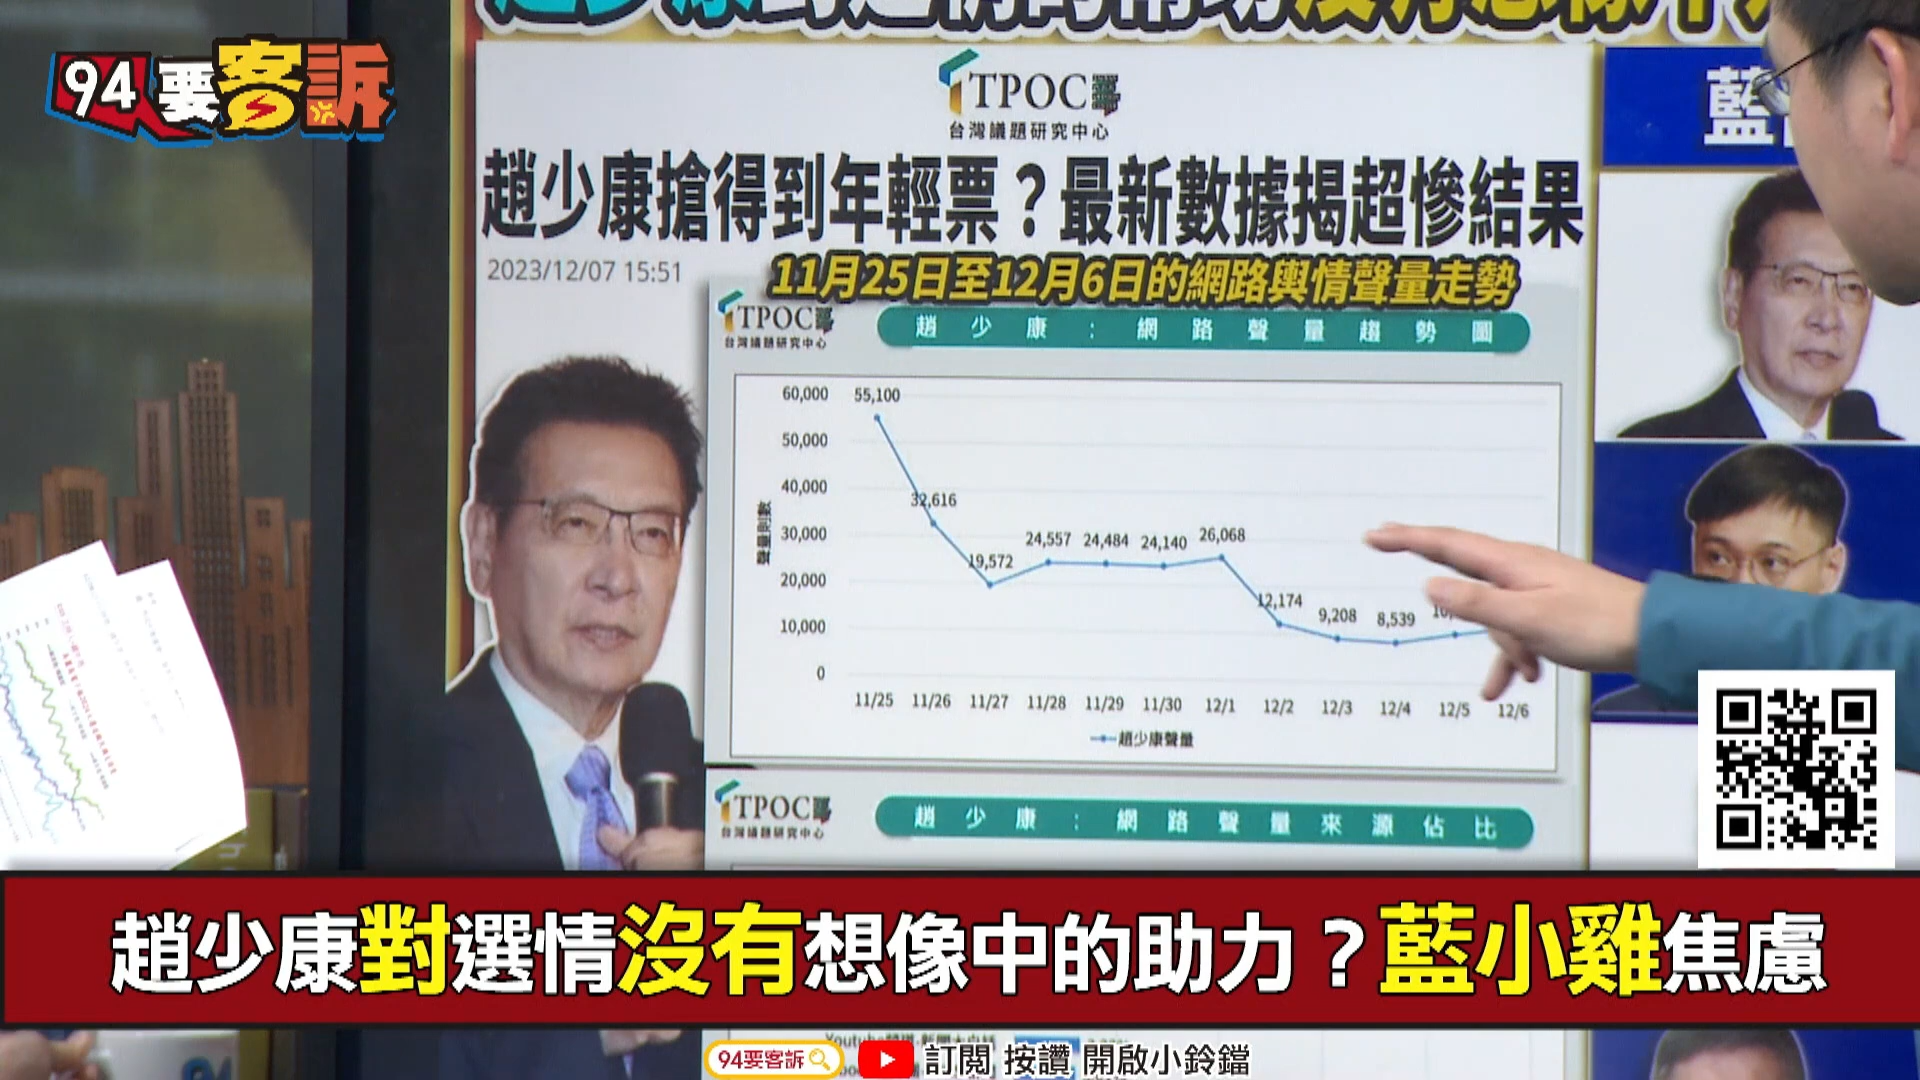 94要客訴
TPOC
台灣議題研究中心
趙少康搶得到年輕票？最新數據揭超慘結果
2023/12/07 15:51
11月25日至12月6日的網路輿情聲量走勢
藍
TPOC
台灣議題研究中心
趙少康：網路聲量趨勢圖
60,000
50,000
40,000
30,000
20,000
10,000
0
聲量則數
55,100
32,616
19,572
24,557
24,484
24,140
26,068
12,174
9,208
8,539
11/25 11/26 11/27 11/28 11/29 11/30 12/1 12/2 12/3 12/4 12/5 12/6
趙少康聲量
TPOC
台灣議題研究中心
趙少康：網路聲量來源佔比
趙少康對選情沒有想像中的助力？藍小雞焦慮
94要客訴
訂閱 按讚 開啟小鈴鐺